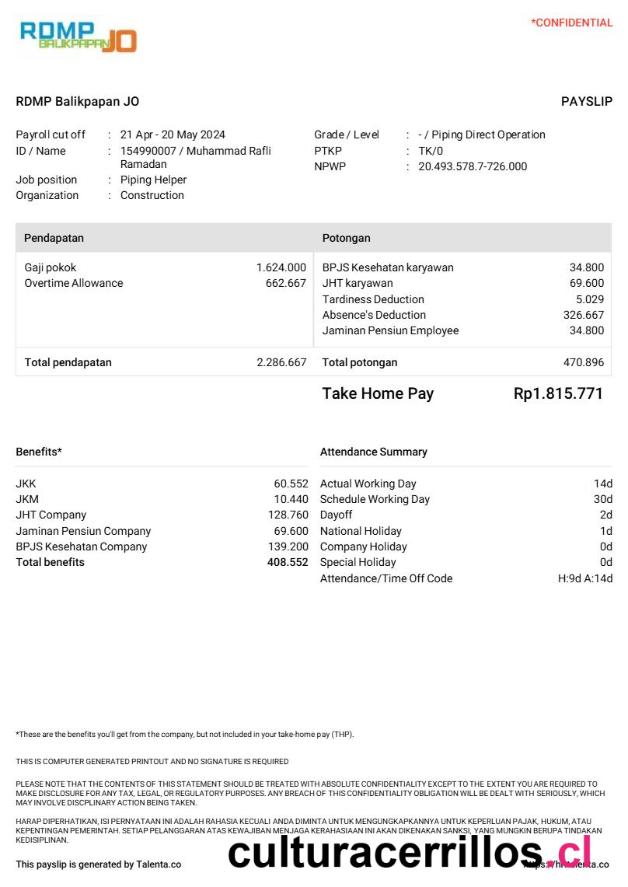 *CONFIDENTIAL
RDMP
BALIKPAPAN JO
RDMP Balikpapan JO PAYSLIP
Payroll cut off : 21 Apr - 20 May 2024 Grade / Level : - / Piping Direct Operation
ID / Name : 154990007 / Muhammad Rafli PTKP : TK/0
Ramadan NPWP : 20.493.578.7-726.000
Job position : Piping Helper
Organization : Construction
Pendapatan Potongan
Gaji pokok 1.624.000 BPJS Kesehatan karyawan 34.800
Overtime Allowance 662.667 JHT karyawan 69.600
Tardiness Deduction 5.029
Absence's Deduction 326.667
Jaminan Pensiun Employee 34.800
Total pendapatan 2.286.667 Total potongan 470.896
Take Home Pay Rp1.815.771
Benefits* Attendance Summary
JKK 60.552 Actual Working Day 14d
JKM 10.440 Schedule Working Day 30d
JHT Company 128.760 Dayoff 2d
Jaminan Pensiun Company 69.600 National Holiday 1d
BPJS Kesehatan Company 139.200 Company Holiday 0d
Total benefits 408.552 Special Holiday 0d
Attendance/Time Off Code H:9d A:14d
*These are the benefits you'll get from the company, but not included in your take-home pay (THP).
THIS IS COMPUTER GENERATED PRINTOUT AND NO SIGNATURE IS REQUIRED
PLEASE NOTE THAT THE CONTENTS OF THIS STATEMENT SHOULD BE TREATED WITH ABSOLUTE CONFIDENTIALITY EXCEPT TO THE EXTENT YOU ARE REQUIRED TO
MAKE DISCLOSURE FOR ANY TAX, LEGAL, OR REGULATORY PURPOSES. ANY BREACH OF THIS CONFIDENTIALITY OBLIGATION WILL BE DEALT WITH SERIOUSLY, WHICH
MAY INVOLVE DISCPLINARY ACTION BEING TAKEN.
HARAP DIPERHATIKAN, ISI PERNYATAAN INI ADALAH RAHASIA KECUALI ANDA DIMINTA UNTUK MENGUNGKAPKANNYA UNTUK KEPERLUAN PAJAK, HUKUM, ATAU
KEPENTINGAN PEMERINTAH. SETIAP PELANGGARAN ATAS KEWAJIBAN MENJAGA KERAHASIAAN INI AKAN DIKENAKAN SANKSI, YANG MUNGKIN BERUPA TINDAKAN
KEDISIPLINAN.
culturacerrillos.cl
This payslip is generated by Talenta.co